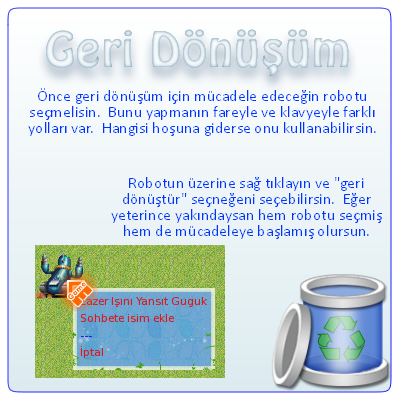 Geri Dönüşüm
Önce geri dönüşüm için mücadele edeceğin robotu
seçmelisin. Bunu yapmanın fareyle ve klavyeyle farklı
yolları var. Hangisi hoşuna giderse onu kullanabilirsin.
Robotun üzerine sağ tıklayın ve "geri
dönüştür" seçneğeni seçebilirsin. Eğer
yeterince yakındaysan hem robotu seçmiş
hem de mücadeleye başlamış olursun.
Lazer Işını Yansıt Guguk
Sohbete isim ekle
---
İptal